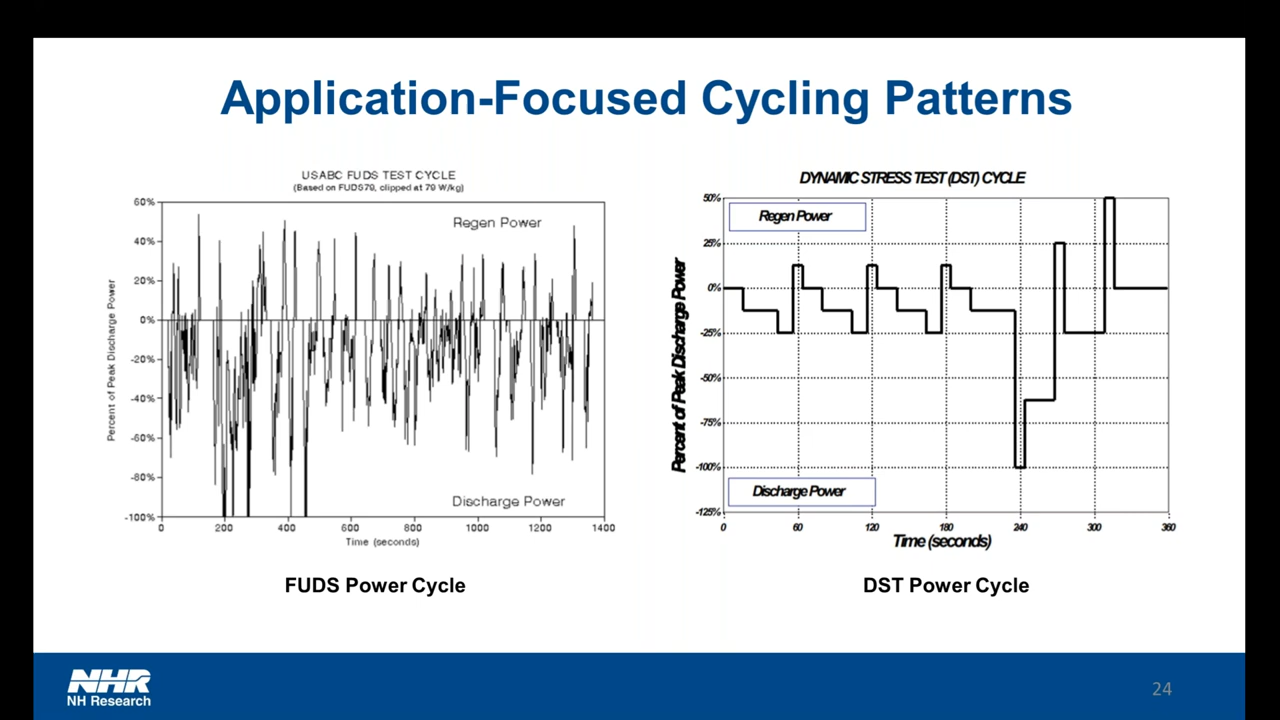 Application-Focused Cycling Patterns
USABC FUDS TEST CYCLE
(Based on FUDS79, clipped at 79 W/kg)
60%
40%
20%
0%
-20%
-40%
-60%
-80%
-100%
Percent of Peak Discharge Power
Regen Power
Discharge Power
0
200
400
600
800
1000
1200
1400
Time (seconds)
FUDS Power Cycle
DYNAMIC STRESS TEST (DST) CYCLE
50%
25%
0%
-25%
-50%
-75%
-100%
-125%
Percent of Peak Discharge Power
Regen Power
Discharge Power
0
60
120
180
240
300
360
Time (seconds)
DST Power Cycle
NHR
NH Research
24